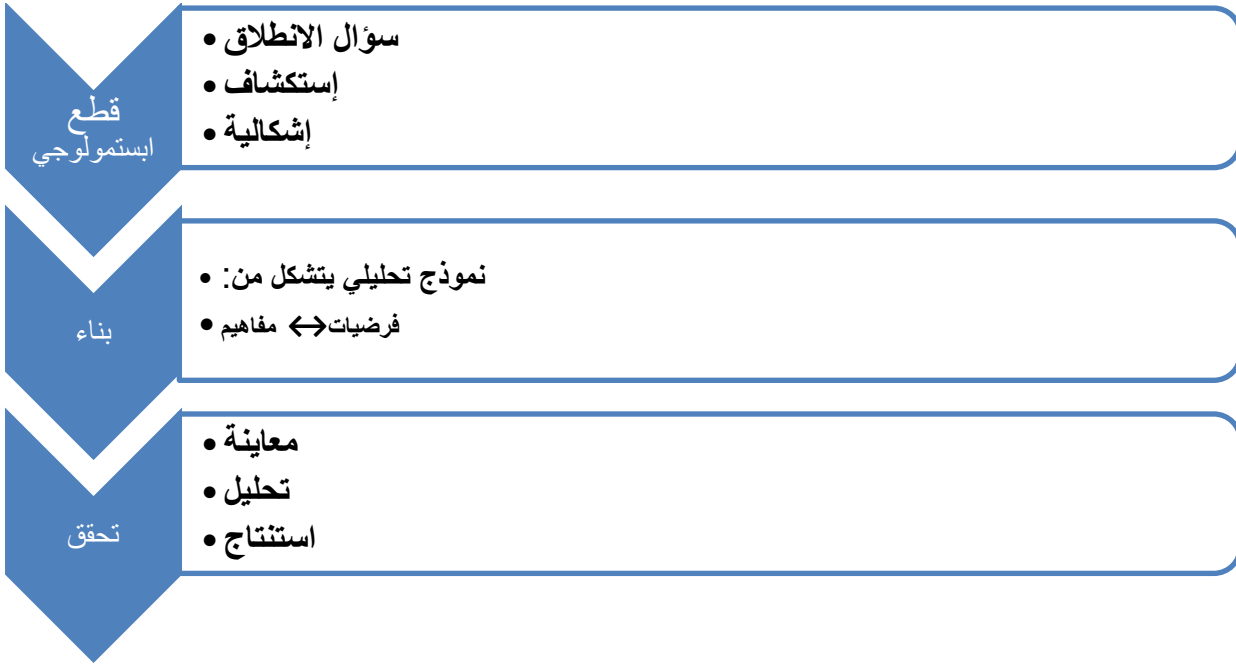 قطع
ابستمولوجي
• سؤال الانطلاق
• إستكشاف
• إشكالية
بناء
• نموذج تحليلي يتشكل من:
• فرضيات↔ مفاهيم
تحقق
• معاينة
• تحليل
• استنتاج